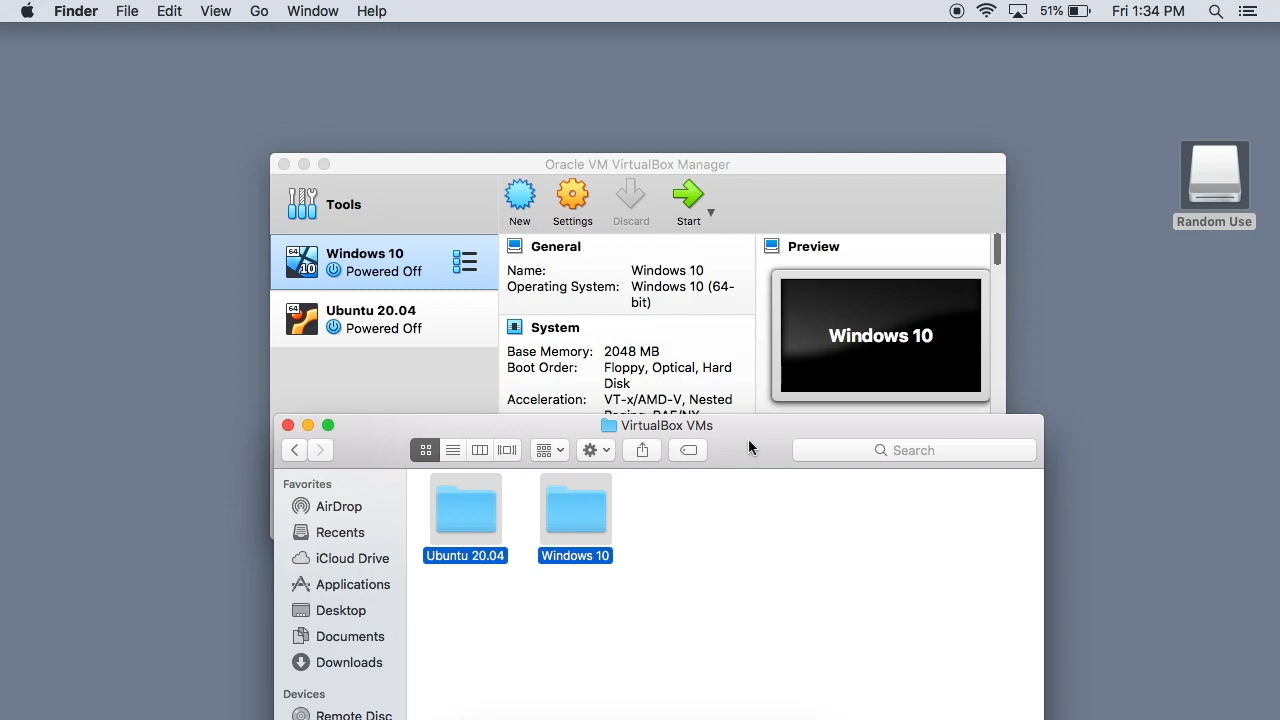 Finder File Edit View Go Window Help 51% Fri 1:34 PM
Random Use
Oracle VM VirtualBox Manager
Tools
New Settings Discard Start
64 10 Windows 10
Powered Off
64 Ubuntu 20.04
Powered Off
General
Name: Windows 10
Operating System: Windows 10 (64-
bit)
System
Base Memory: 2048 MB
Boot Order: Floppy, Optical, Hard
Disk
Acceleration: VT-x/AMD-V, Nested
Preview
Windows 10
VirtualBox VMs
Search
Favorites
AirDrop
Recents
iCloud Drive
Applications
Desktop
Documents
Downloads
Devices
Remote Disc
Ubuntu 20.04
Windows 10